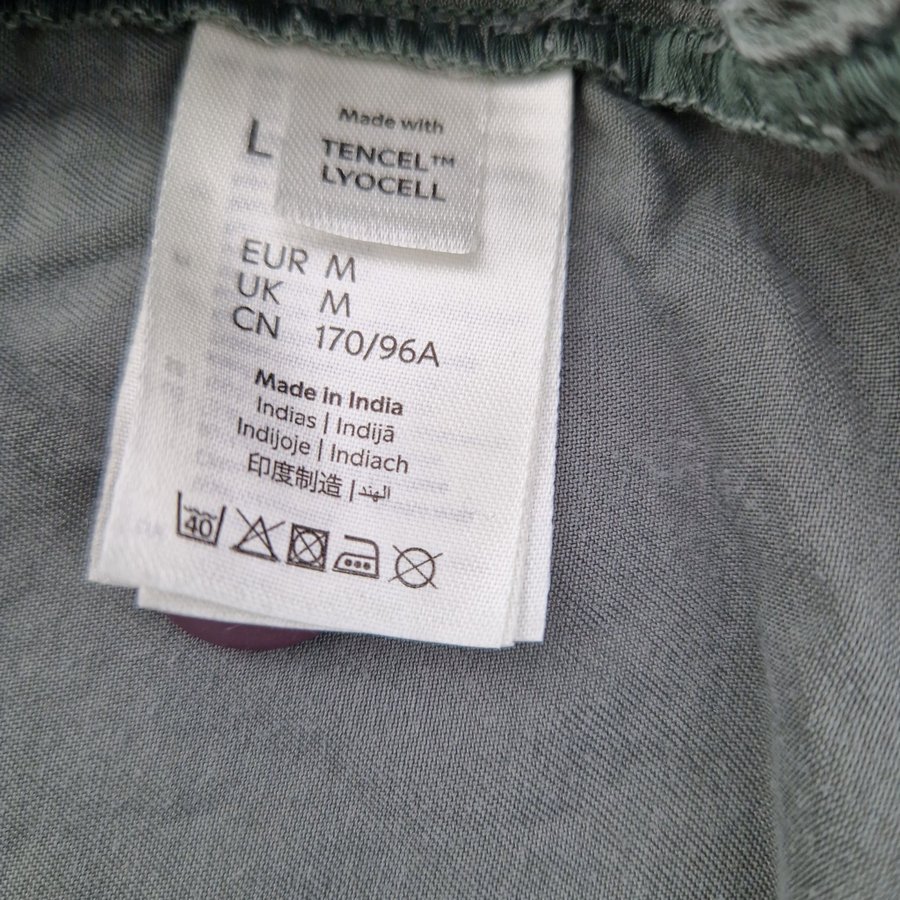 Made with
TENCEL™
LYOCELL
L
EUR M
UK M
CN 170/96A
Made in India
Indias | Indijā
Indijoje | Indiach
印度制造 | الهند
40